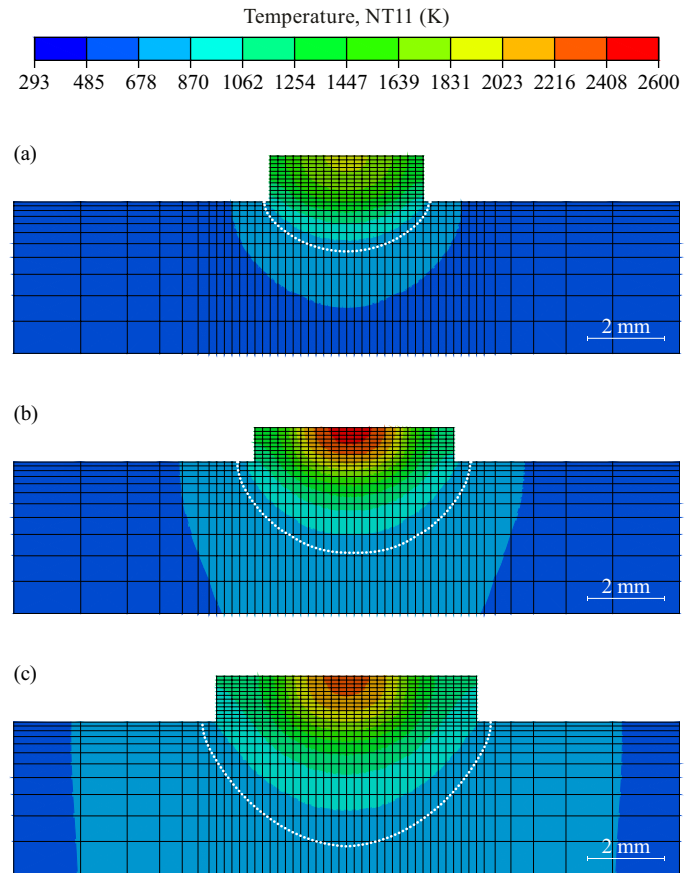 Temperature, NT11 (K)
293 485 678 870 1062 1254 1447 1639 1831 2023 2216 2408 2600
(a)
2 mm
(b)
2 mm
(c)
2 mm